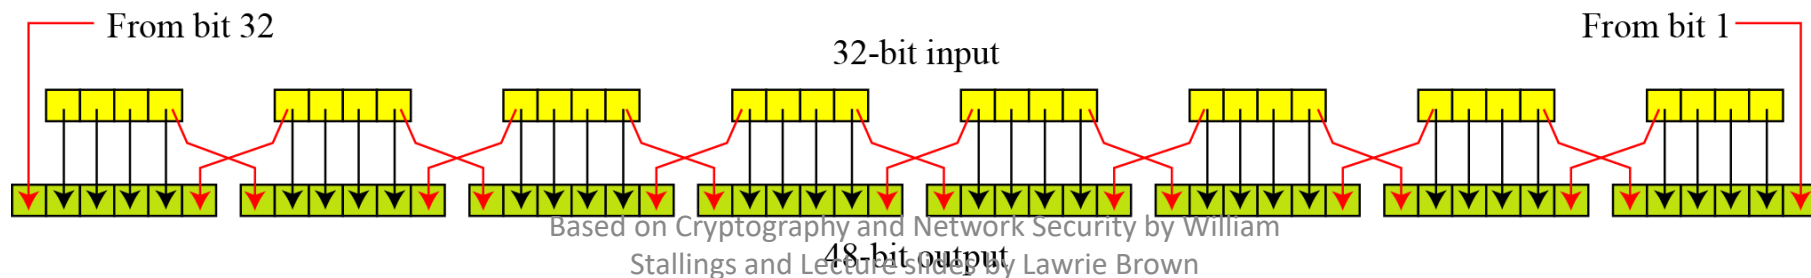 From bit 32
From bit 1
32-bit input
Based on Cryptography and Network Security by William
48-bit output
Stallings and Lecture slides by Lawrie Brown